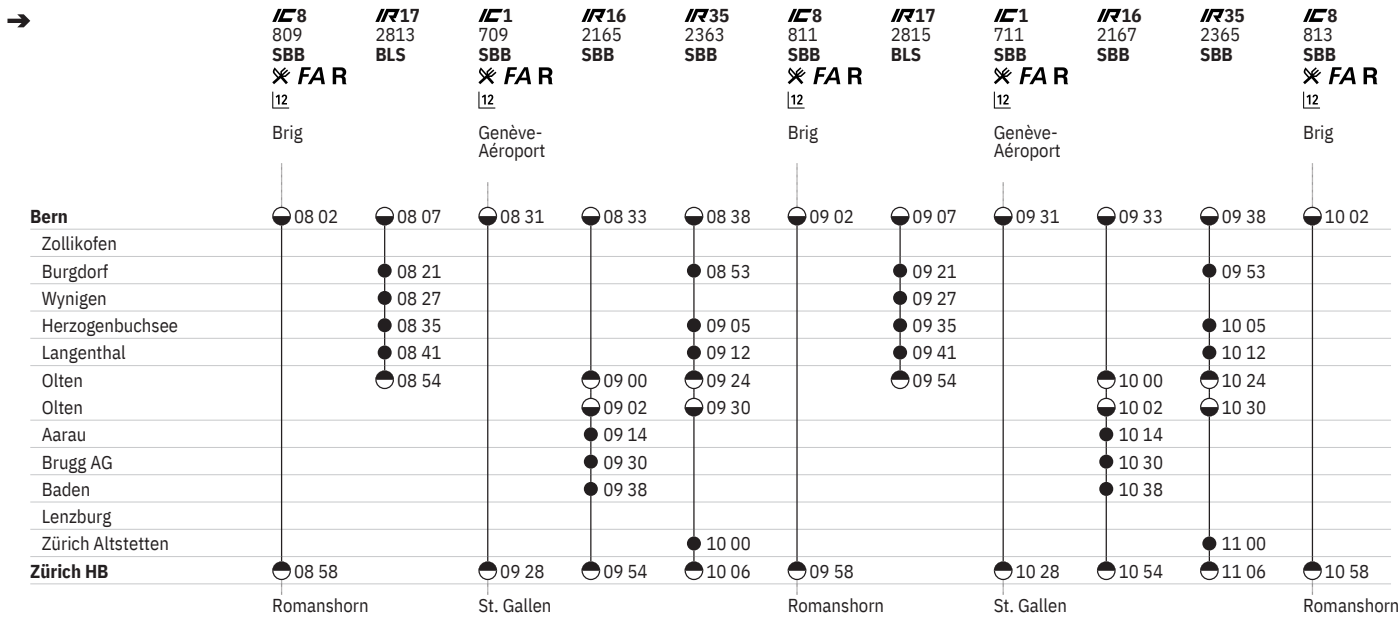 ➔ IC8 IR17 IC1 IR16 IR35 IC8 IR17 IC1 IR16 IR35 IC8
809 2813 709 2165 2363 811 2815 711 2167 2365 813
SBB BLS SBB SBB SBB SBB BLS SBB SBB SBB SBB
FA R FA R FA R FA R FA R
12 12 12 12 12
Brig Genève- Brig Genève- Brig
Aéroport Aéroport
Bern 08 02 08 07 08 31 08 33 08 38 09 02 09 07 09 31 09 33 09 38 10 02
Zollikofen
Burgdorf 08 21 08 53 09 21 09 53
Wynigen 08 27 09 27
Herzogenbuchsee 08 35 09 05 09 35 10 05
Langenthal 08 41 09 12 09 41 10 12
Olten 08 54 09 00 09 24 09 54 10 00 10 24
Olten 09 02 09 30 10 02 10 30
Aarau 09 14 10 14
Brugg AG 09 30 10 30
Baden 09 38 10 38
Lenzburg
Zürich Altstetten 10 00 11 00
Zürich HB 08 58 09 28 09 54 10 06 09 58 10 28 10 54 11 06 10 58
Romanshorn St. Gallen Romanshorn St. Gallen Romanshorn